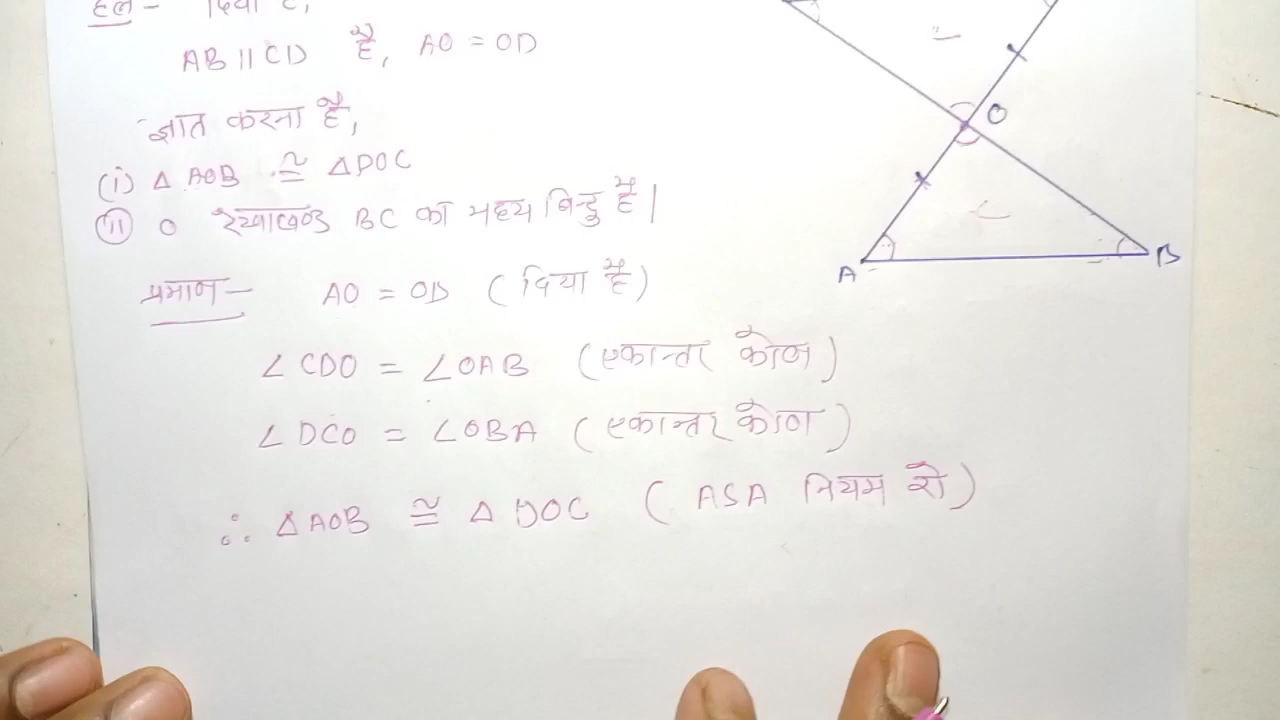 हल - दिया है,
AB || CD है, AO = OD
ज्ञात करना है,
(i) △ AOB ≅ △DOC
(ii) O रेखाखण्ड BC का मध्य बिन्दु है|
प्रमाण- AO = OD (दिया है)
∠CDO = ∠OAB (एकान्तर कोण)
∠DCO = ∠OBA (एकान्तर कोण)
∴ △AOB ≅ △ DOC (ASA नियम से)
O
A
B